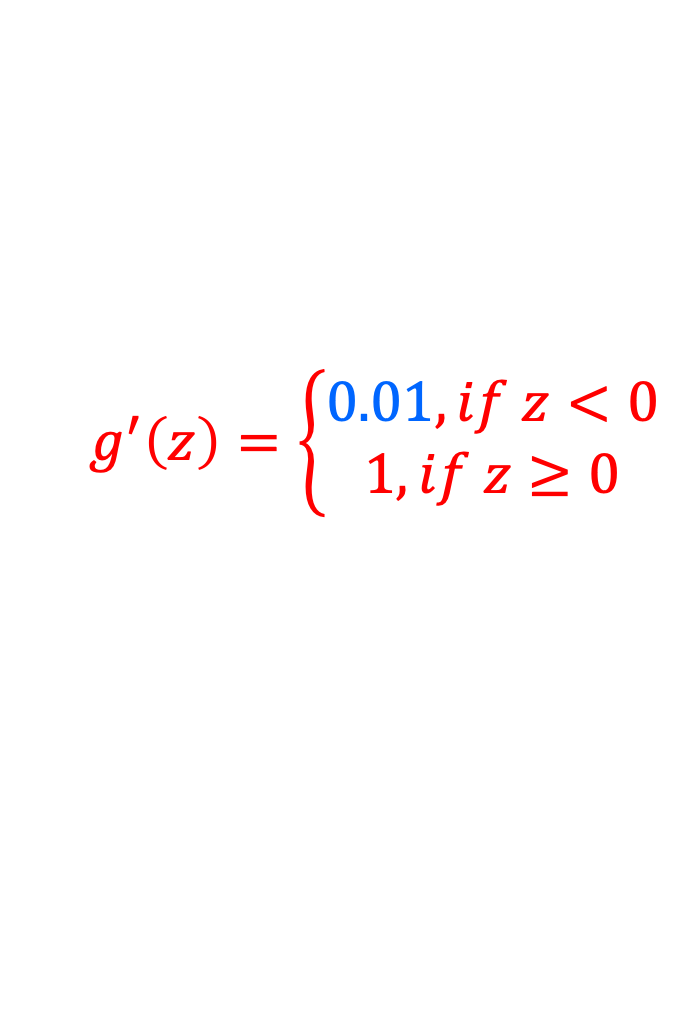 g′(z) = {0.01, if z < 0
1, if z ≥ 0